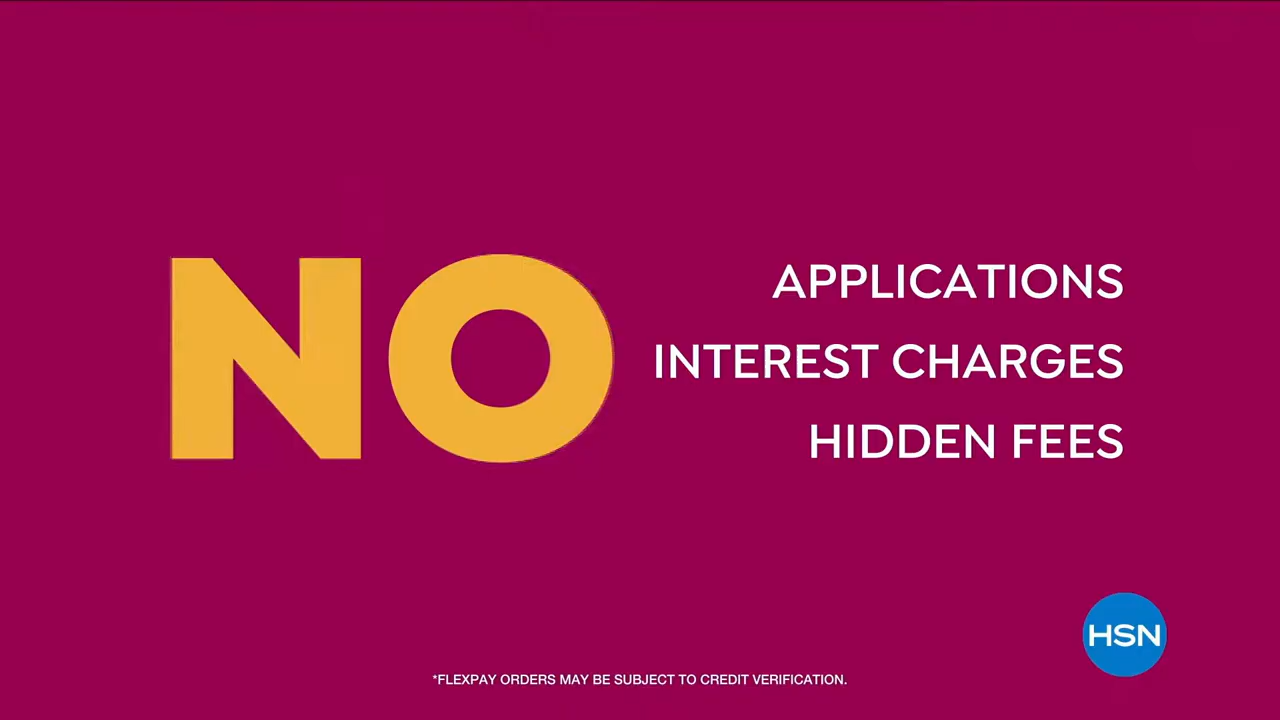 NO
APPLICATIONS
INTEREST CHARGES
HIDDEN FEES
HSN
*FLEXPAY ORDERS MAY BE SUBJECT TO CREDIT VERIFICATION.